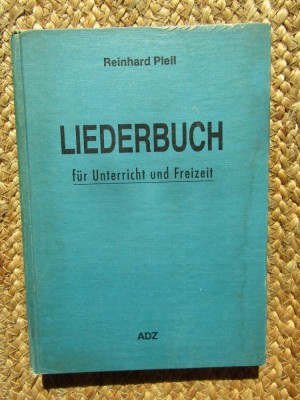 Reinhard Pleil
LIEDERBUCH
für Unterricht und Freizeit
ADZ